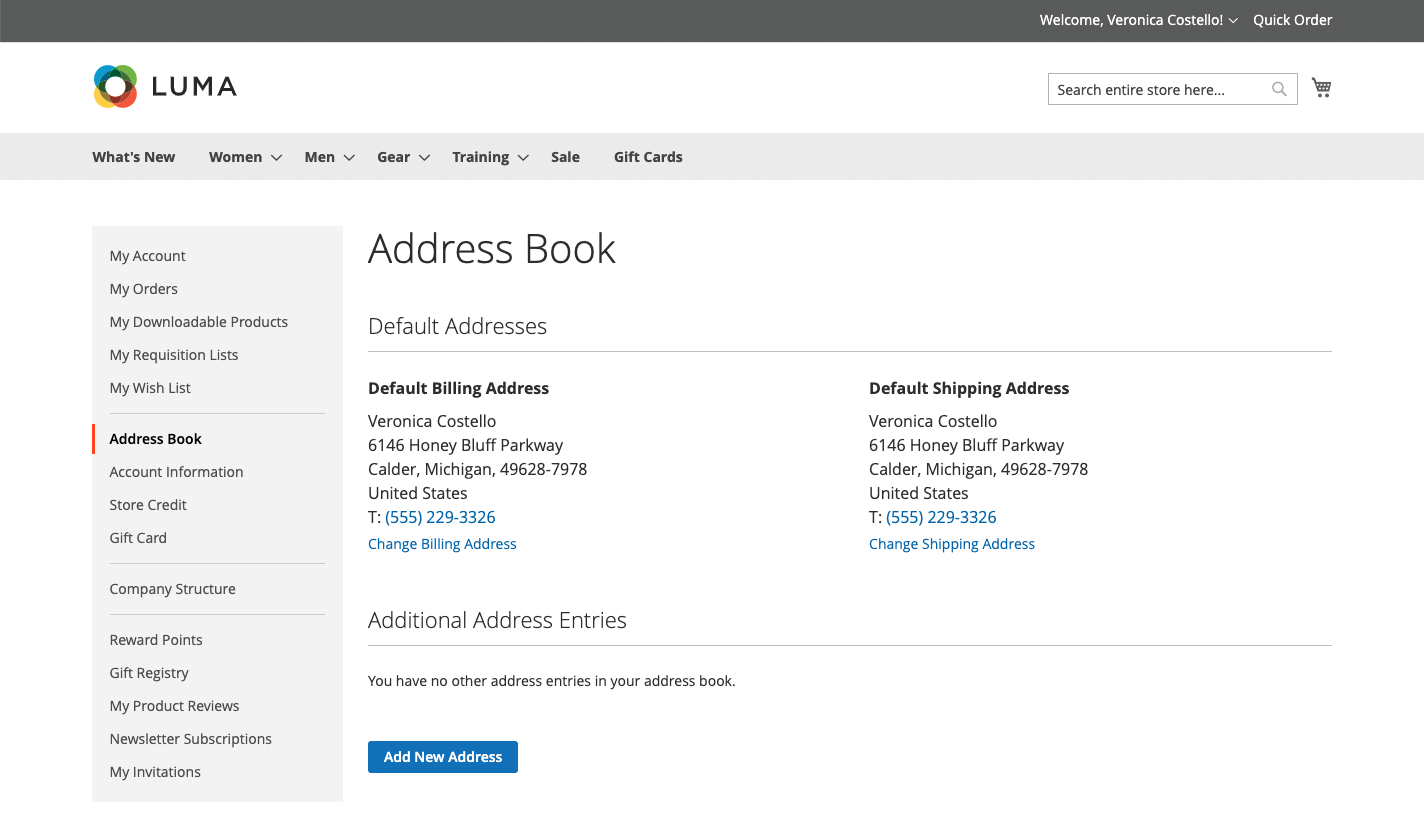 Welcome, Veronica Costello! Quick Order
LUMA
Search entire store here...
What's New Women Men Gear Training Sale Gift Cards
My Account
My Orders
My Downloadable Products
My Requisition Lists
My Wish List
Address Book
Account Information
Store Credit
Gift Card
Company Structure
Reward Points
Gift Registry
My Product Reviews
Newsletter Subscriptions
My Invitations
Address Book
Default Addresses
Default Billing Address
Veronica Costello
6146 Honey Bluff Parkway
Calder, Michigan, 49628-7978
United States
T: (555) 229-3326
Change Billing Address
Default Shipping Address
Veronica Costello
6146 Honey Bluff Parkway
Calder, Michigan, 49628-7978
United States
T: (555) 229-3326
Change Shipping Address
Additional Address Entries
You have no other address entries in your address book.
Add New Address